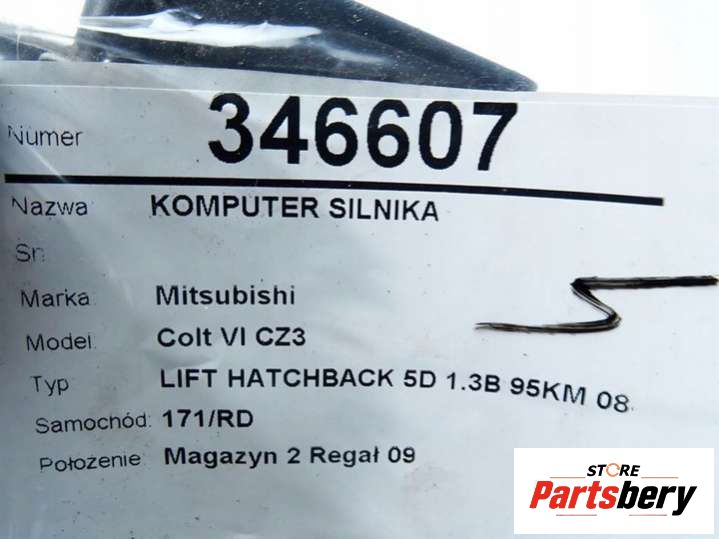 Numer 346607
Nazwa KOMPUTER SILNIKA
Sn
Marka Mitsubishi
Model Colt VI CZ3
Typ LIFT HATCHBACK 5D 1.3B 95KM 08
Samochód: 171/RD
Położenie Magazyn 2 Regał 09
STORE
Partsbery